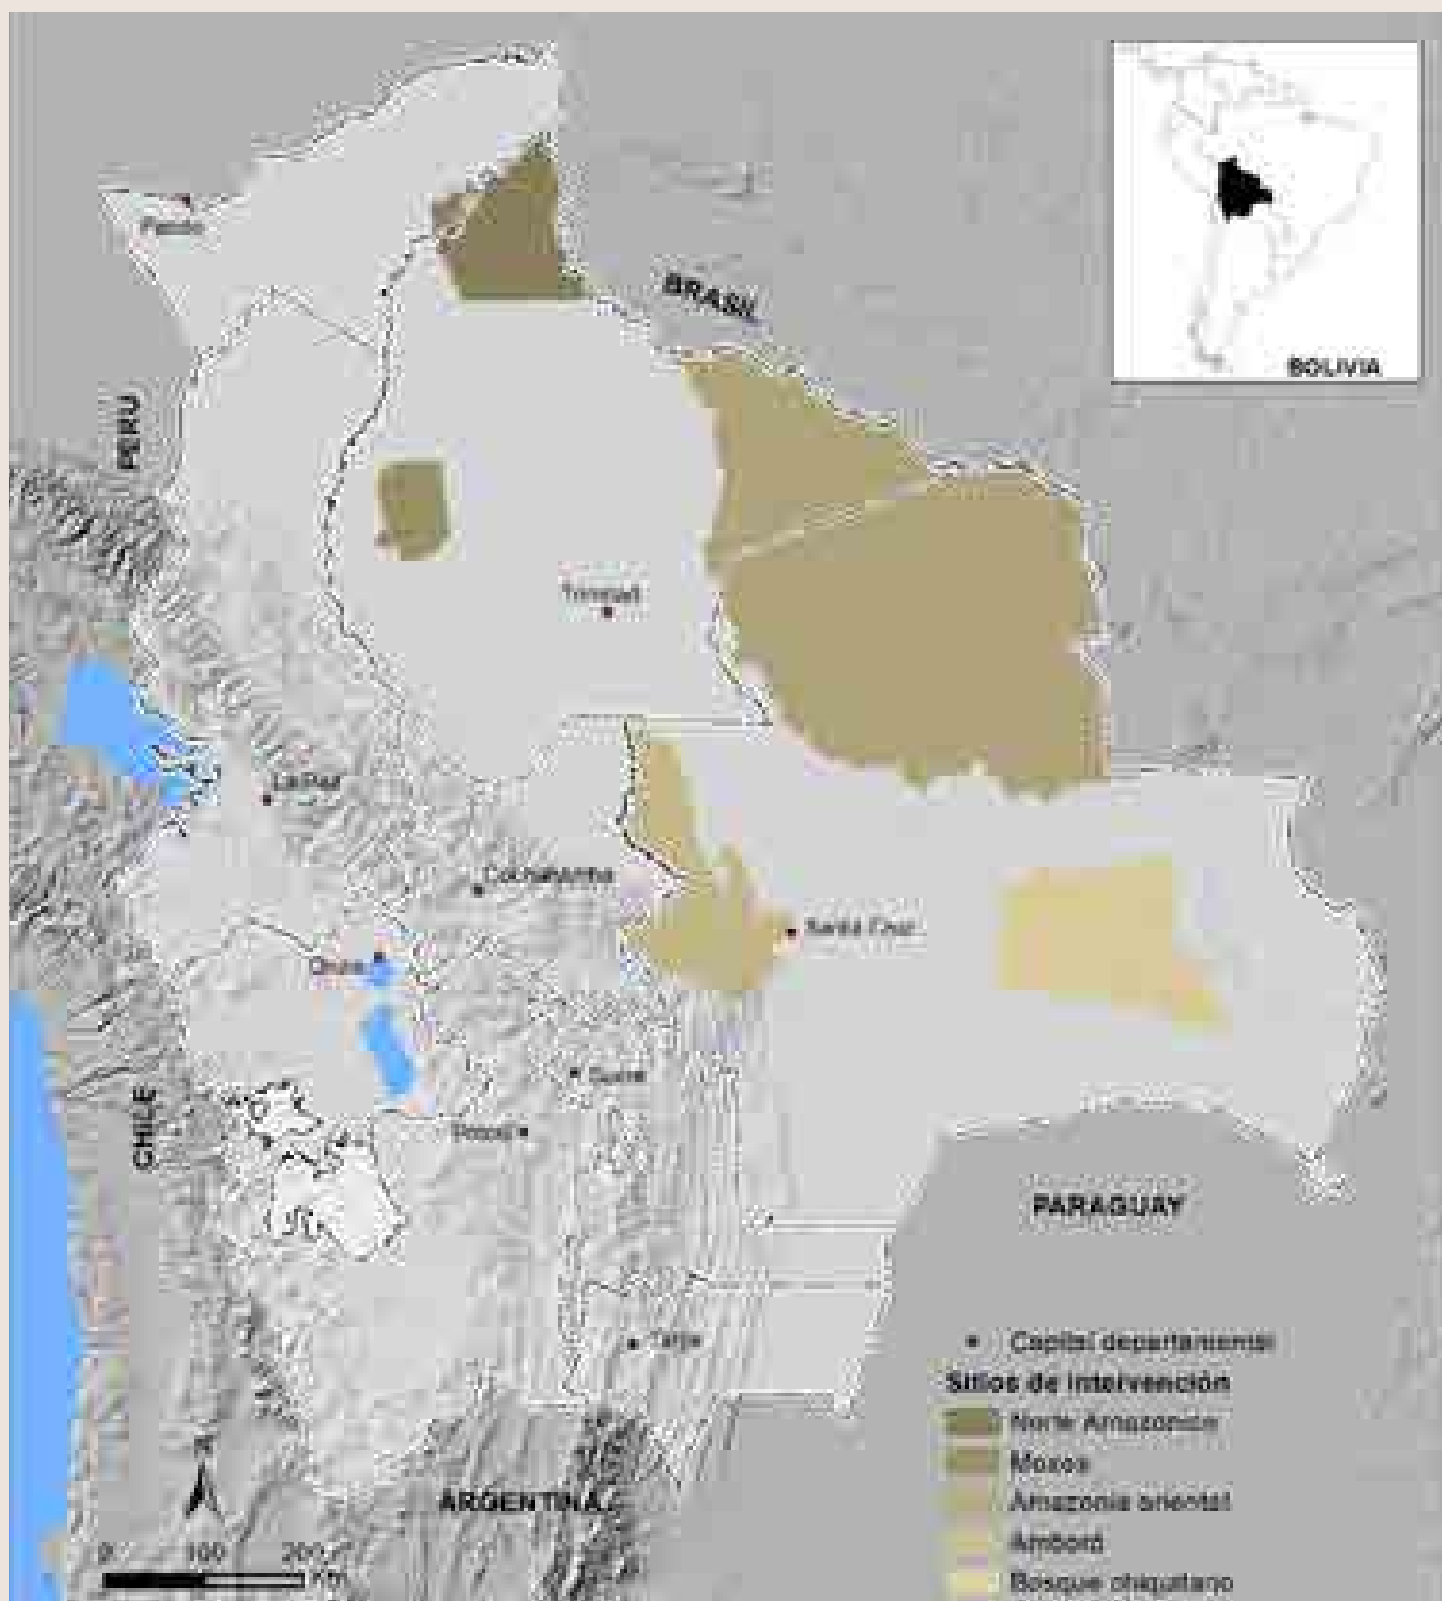 BRASIL
BOLIVIA
PERU
Trinidad
La Paz
Cochabamba
Santa Cruz
Oruro
Sucre
Potosí
CHILE
PARAGUAY
Tarija
Capital departamental
Sitios de intervención
Norte Amazónico
Moxos
Amazonia oriental
Amboró
Bosque chiquitano
ARGENTINA
N
0 100 200
Km